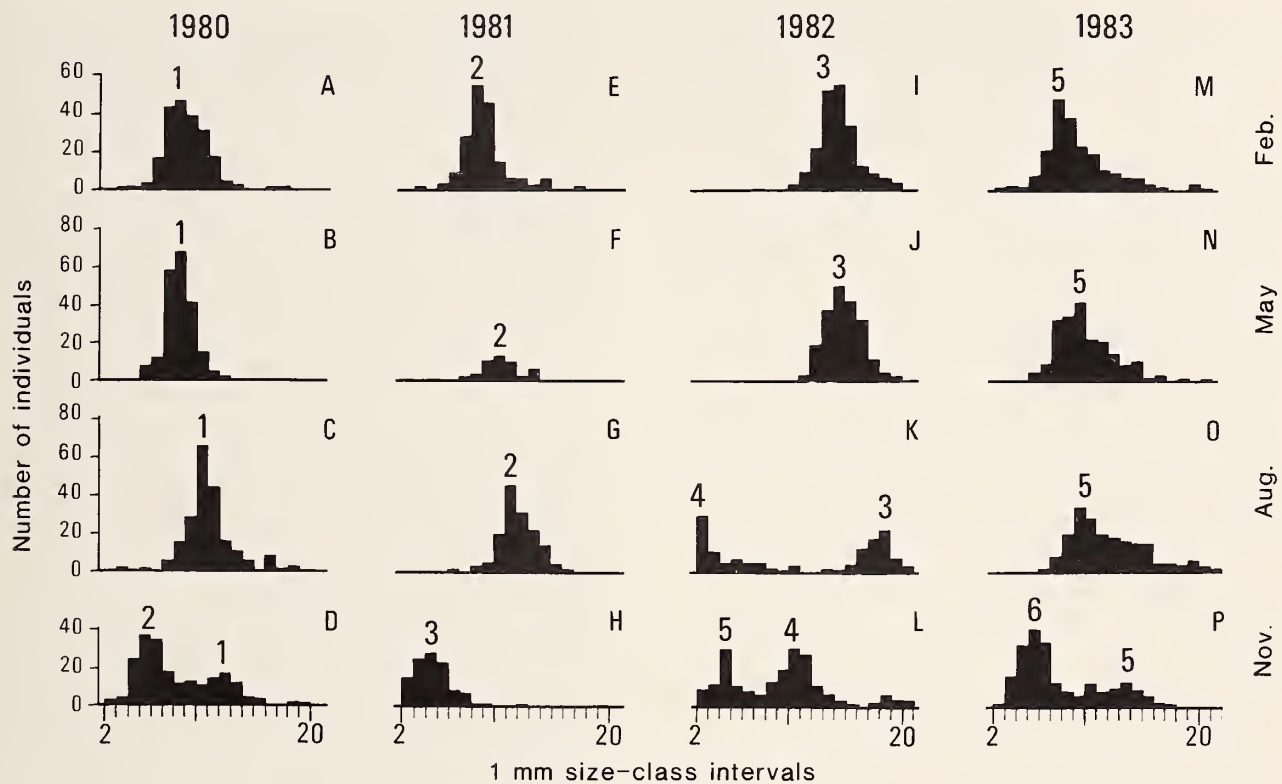 1980 1981 1982 1983
60 1 A 2 E 3 I 5 M Feb.
40
20
0
80 1 B F 2 J 3 N 5 May
60
40
20
0
80 1 C G 2 K 4 3 O 5 Aug.
60
40
20
0
40 2 1 D 3 H 5 4 L 6 5 P Nov.
20
0
2 20 2 20 2 20 2 20
Number of individuals
1 mm size-class intervals